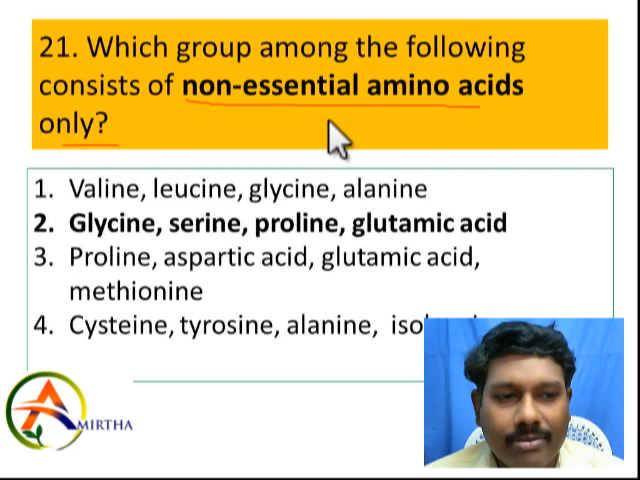 21. Which group among the following
consists of non-essential amino acids
only?
1. Valine, leucine, glycine, alanine
2. Glycine, serine, proline, glutamic acid
3. Proline, aspartic acid, glutamic acid,
methionine
4. Cysteine, tyrosine, alanine,
MIRTHA